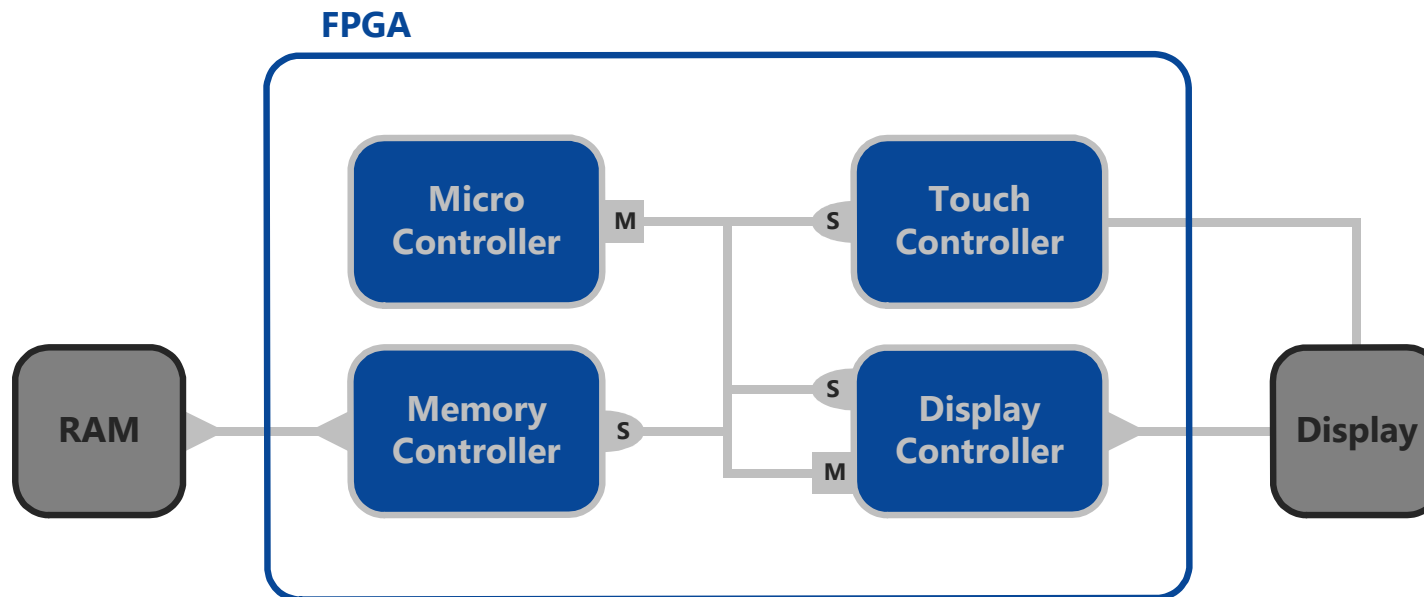 FPGA
Micro
Controller
M
S
Touch
Controller
RAM
Memory
Controller
S
S
M
Display
Controller
Display